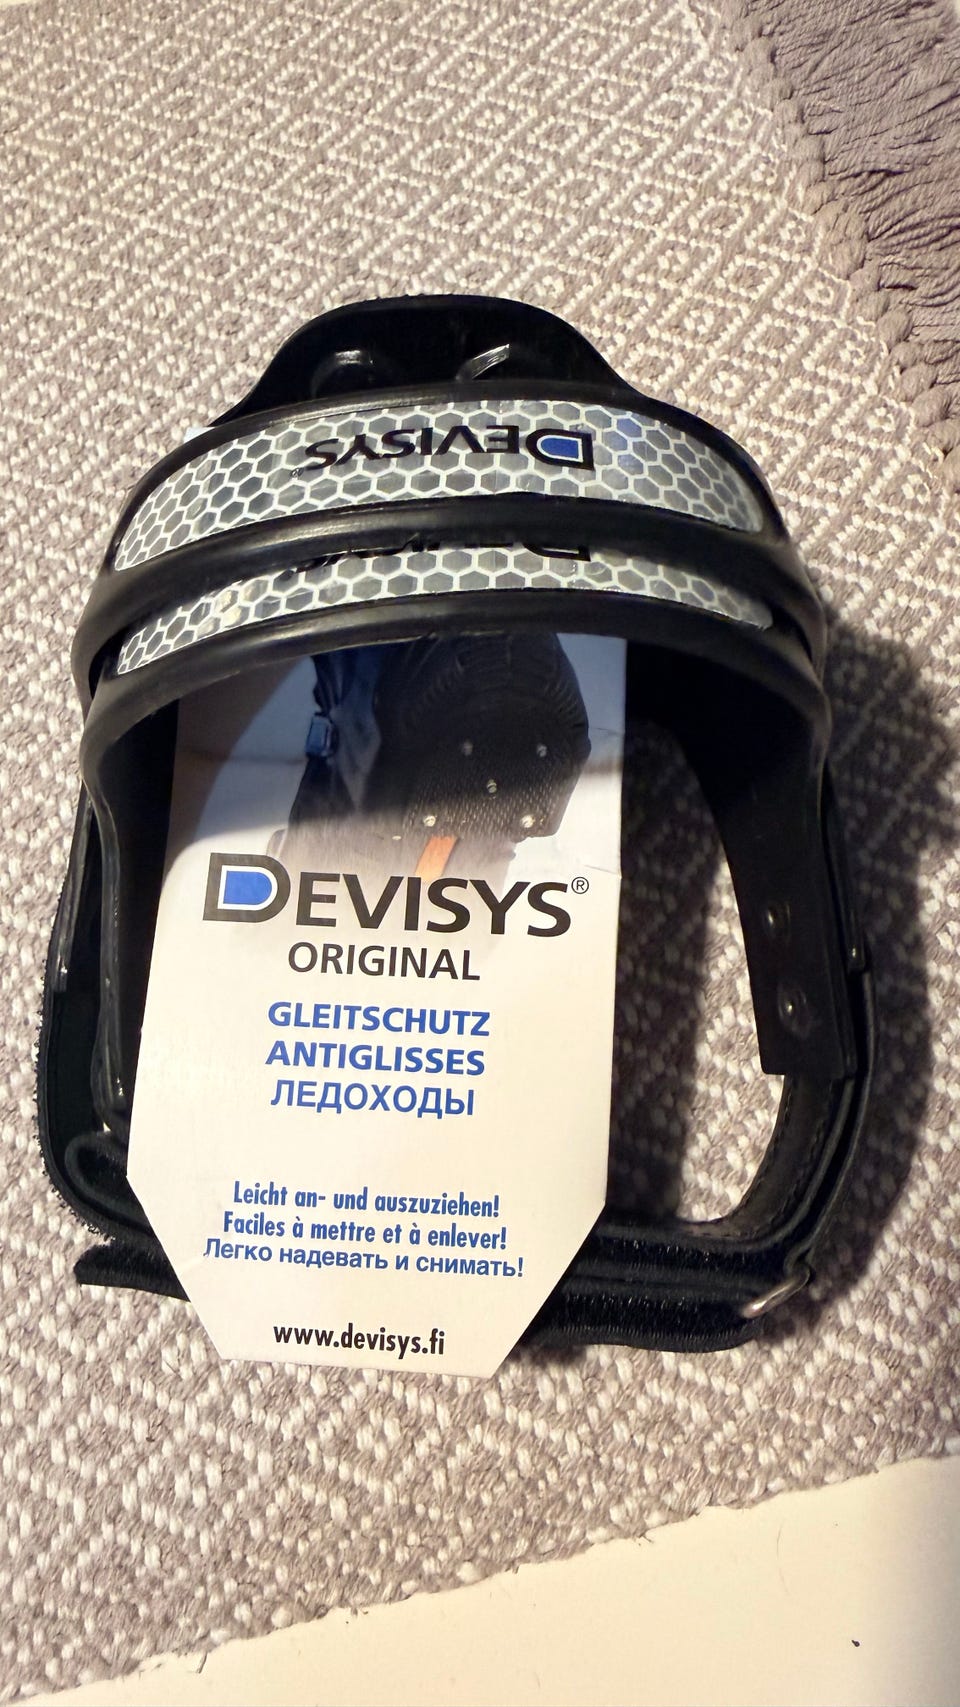 DEVISYS®
DEVISYS®
ORIGINAL
GLEITSCHUTZ
ANTIGLISSES
ЛЕДОХОДЫ
Leicht an- und auszuziehen!
Faciles à mettre et à enlever!
Легко надевать и снимать!
www.devisys.fi